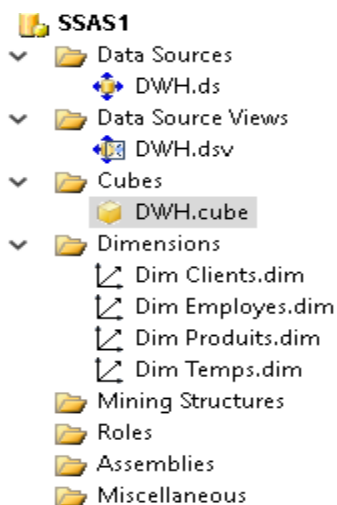 SSAS1
Data Sources
DWH.ds
Data Source Views
DWH.dsv
Cubes
DWH.cube
Dimensions
Dim Clients.dim
Dim Employes.dim
Dim Produits.dim
Dim Temps.dim
Mining Structures
Roles
Assemblies
Miscellaneous